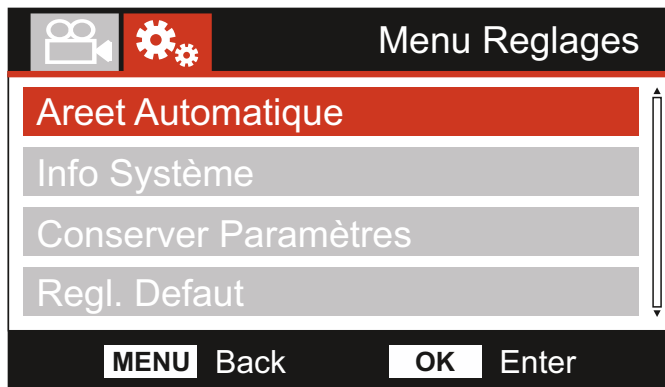 Menu Reglages
Areet Automatique
Info Système
Conserver Paramètres
Regl. Defaut
MENU Back OK Enter